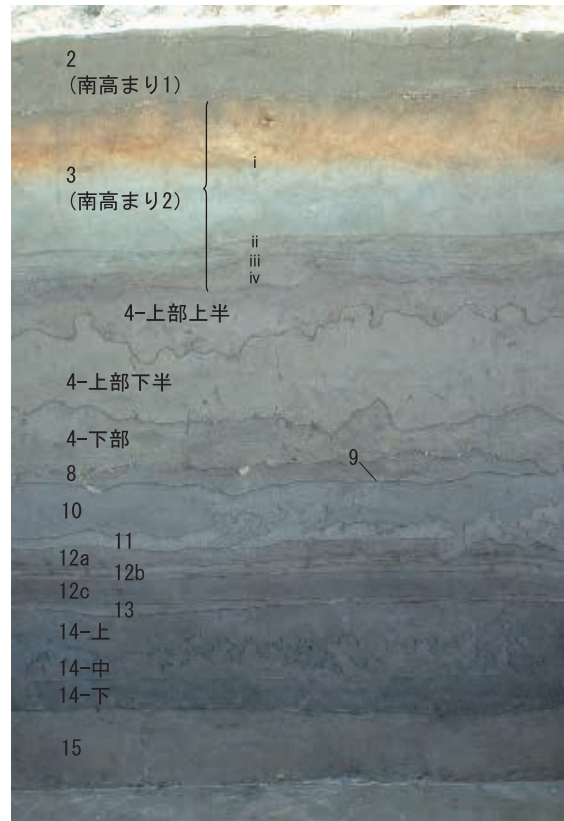 2
(南高まり1)
i
3
(南高まり2)
ii
iii
iv
4-上部上半
4-上部下半
4-下部
9
8
10
11
12a
12b
12c
13
14-上
14-中
14-下
15